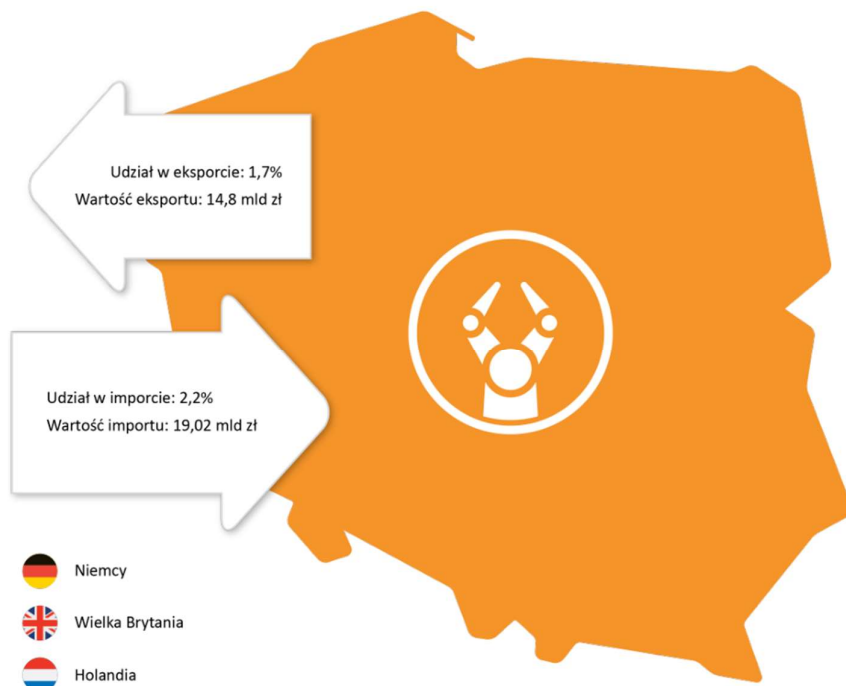 Udział w eksporcie: 1,7%
Wartość eksportu: 14,8 mld zł
Udział w imporcie: 2,2%
Wartość importu: 19,02 mld zł
Niemcy
Wielka Brytania
Holandia